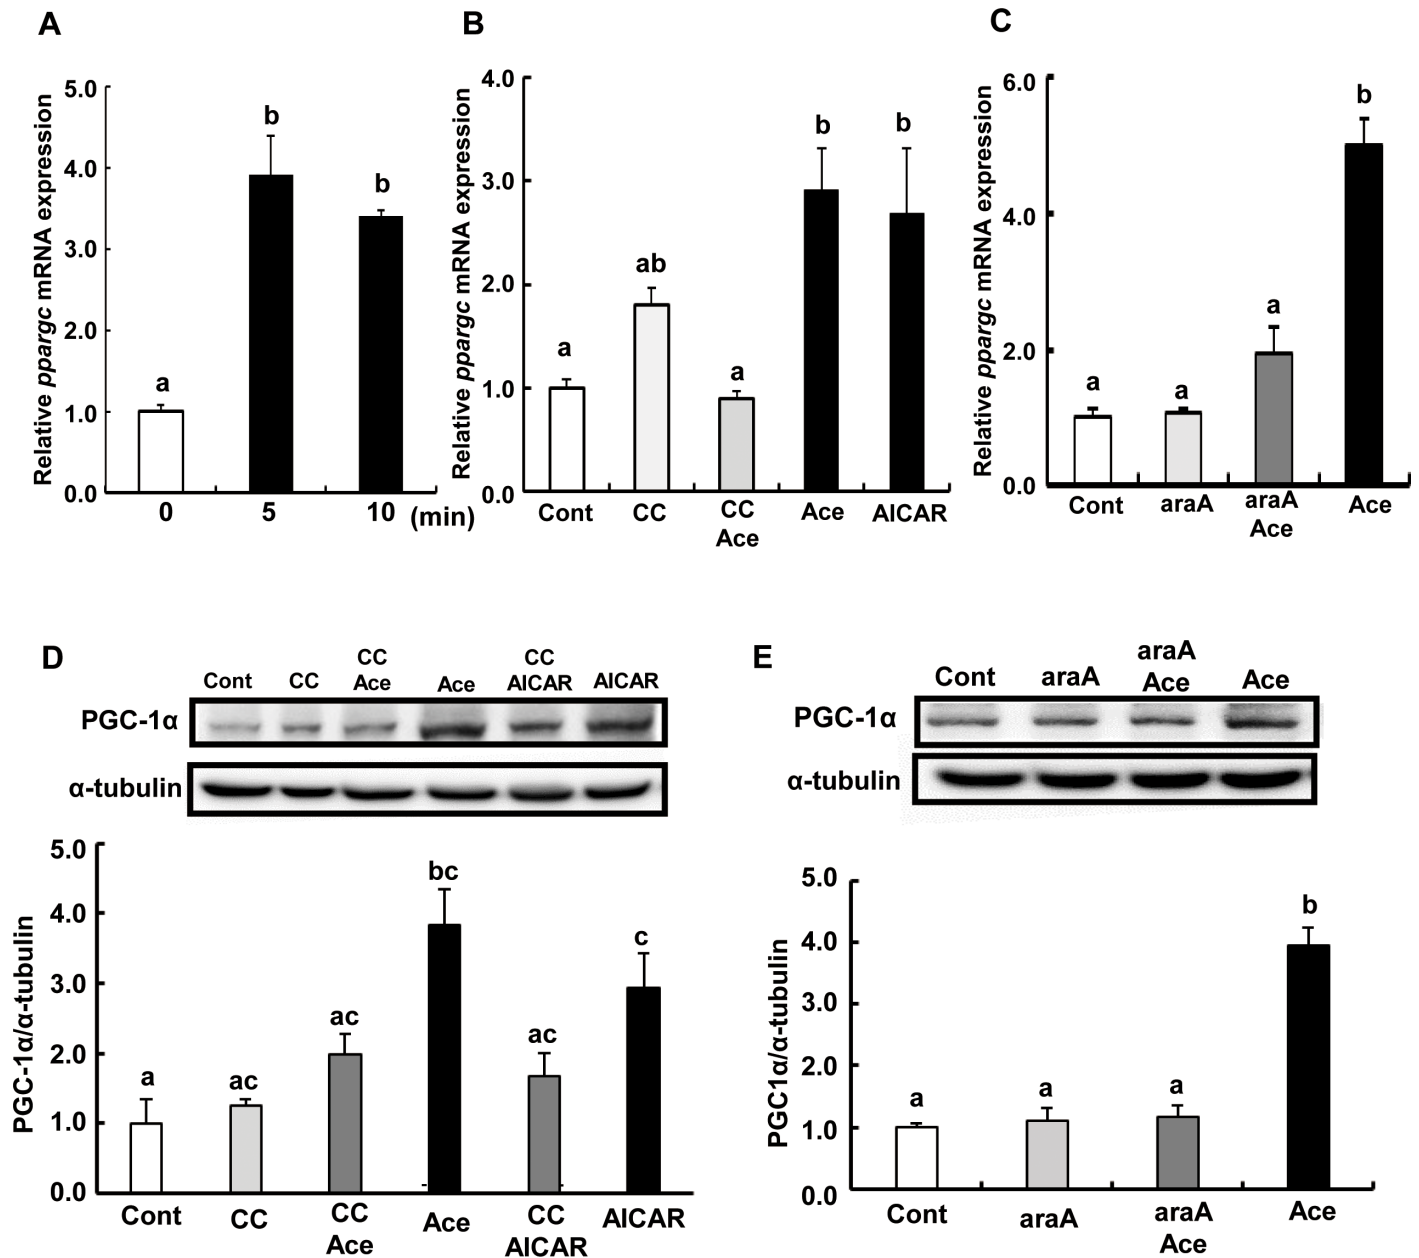 A
Relative ppargc mRNA expression
5.0
4.0
3.0
2.0
1.0
0.0
a
b
b
0 5 10 (min)
B
Relative ppargc mRNA expression
4.0
3.0
2.0
1.0
0.0
a
ab
a
b
b
Cont
CC
CC
Ace
Ace
AICAR
C
Relative ppargc mRNA expression
6.0
4.0
2.0
0.0
a
a
a
b
Cont
araA
araA
Ace
Ace
D
Cont
CC
CC
Ace
Ace
CC
AICAR
AICAR
PGC-1α
α-tubulin
PGC-1α/α-tubulin
5.0
4.0
3.0
2.0
1.0
0.0
a
ac
ac
bc
ac
c
Cont
CC
CC
Ace
Ace
CC
AICAR
AICAR
E
Cont
araA
araA
Ace
Ace
PGC-1α
α-tubulin
PGC1α/α-tubulin
5.0
4.0
3.0
2.0
1.0
0.0
a
a
a
b
Cont
araA
araA
Ace
Ace